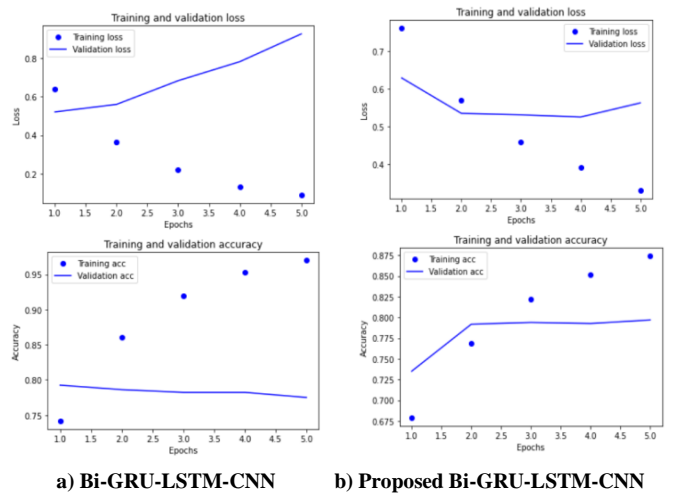 Training and validation loss
Training loss
Validation loss
Loss
0.8
0.6
0.4
0.2
1.0 1.5 2.0 2.5 3.0 3.5 4.0 4.5 5.0
Epochs
Training and validation loss
Training loss
Validation loss
Loss
0.7
0.6
0.5
0.4
1.0 1.5 2.0 2.5 3.0 3.5 4.0 4.5 5.0
Epochs
Training and validation accuracy
Training acc
Validation acc
Accuracy
0.95
0.90
0.85
0.80
0.75
1.0 1.5 2.0 2.5 3.0 3.5 4.0 4.5 5.0
Epochs
Training and validation accuracy
Training acc
Validation acc
Accuracy
0.875
0.850
0.825
0.800
0.775
0.750
0.725
0.700
0.675
1.0 1.5 2.0 2.5 3.0 3.5 4.0 4.5 5.0
Epochs
a) Bi-GRU-LSTM-CNN
b) Proposed Bi-GRU-LSTM-CNN